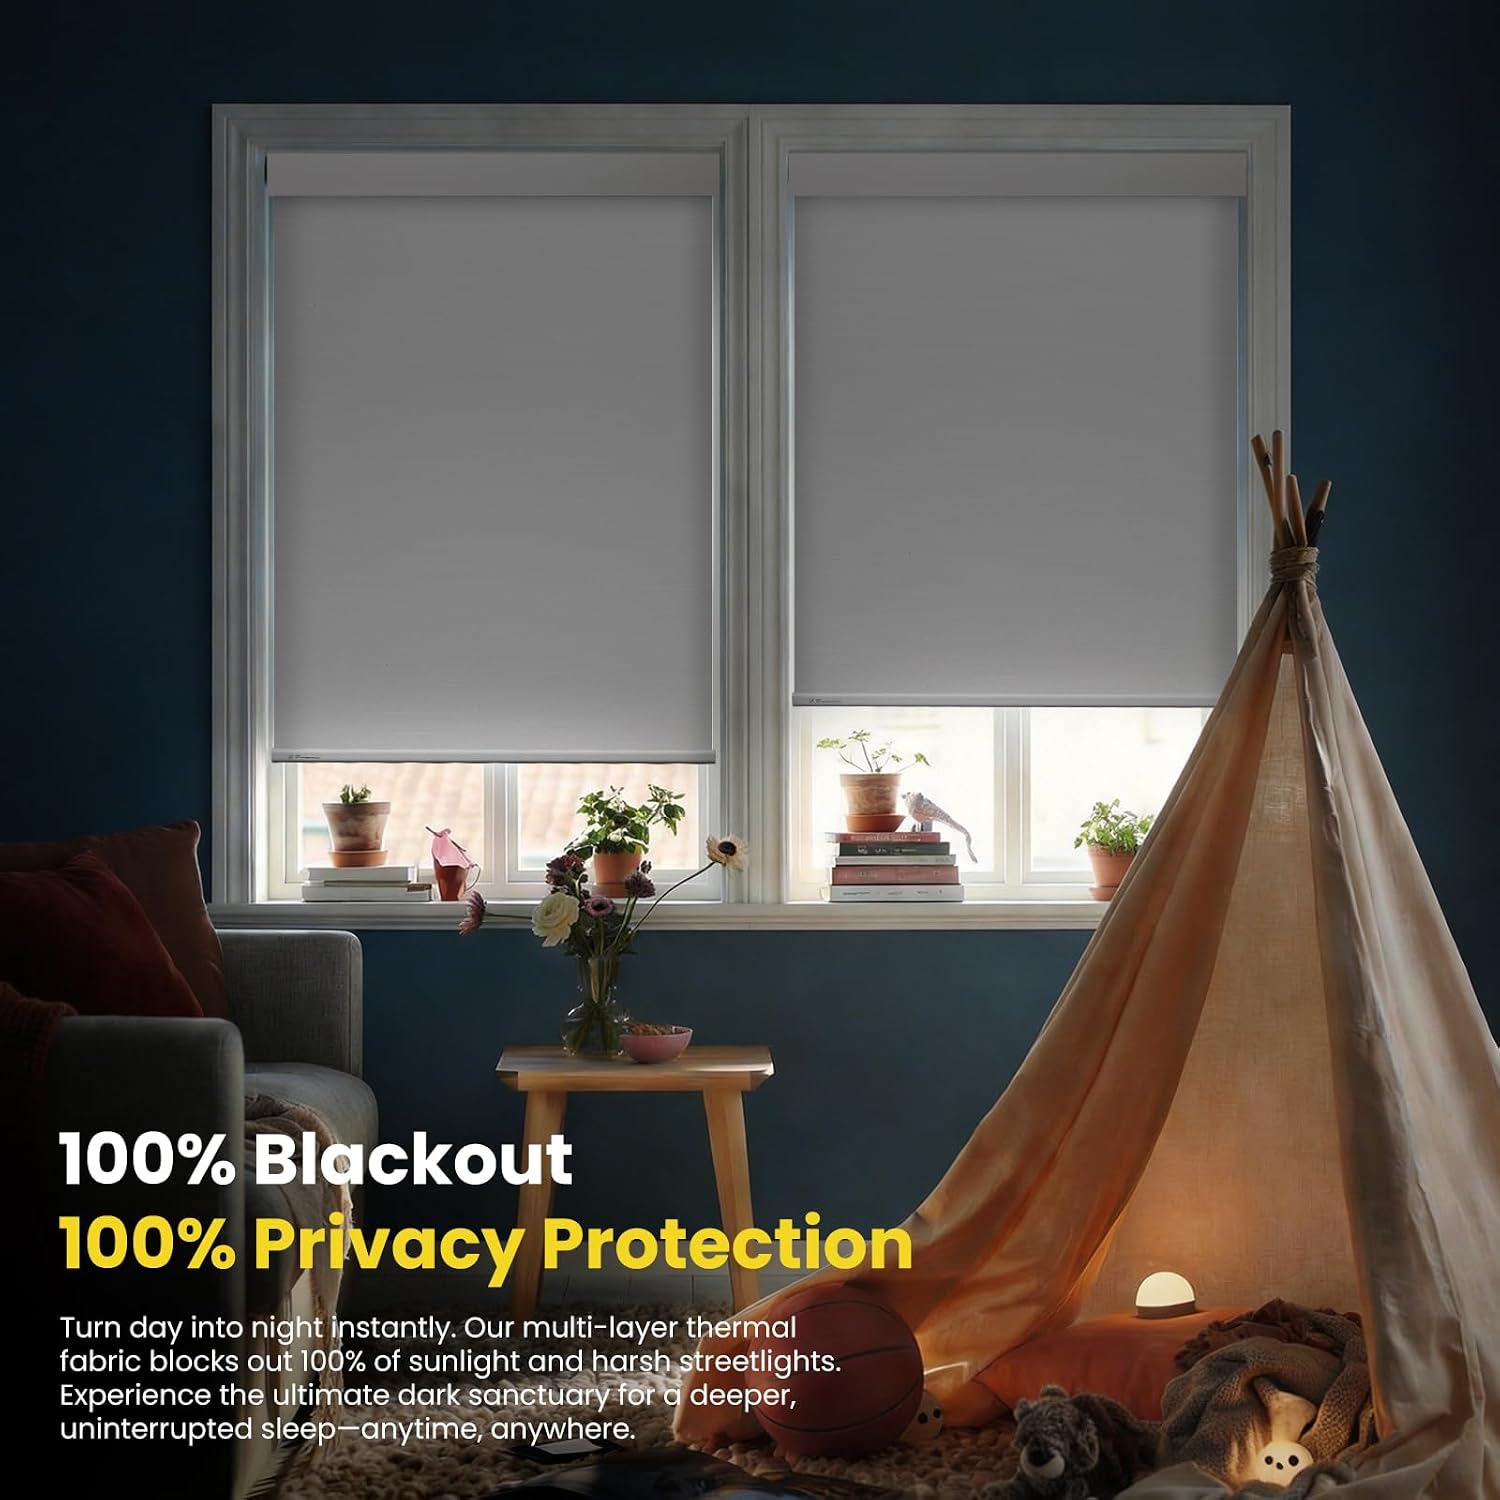 100% Blackout
100% Privacy Protection
Turn day into night instantly. Our multi-layer thermal
fabric blocks out 100% of sunlight and harsh streetlights.
Experience the ultimate dark sanctuary for a deeper,
uninterrupted sleep—anytime, anywhere.